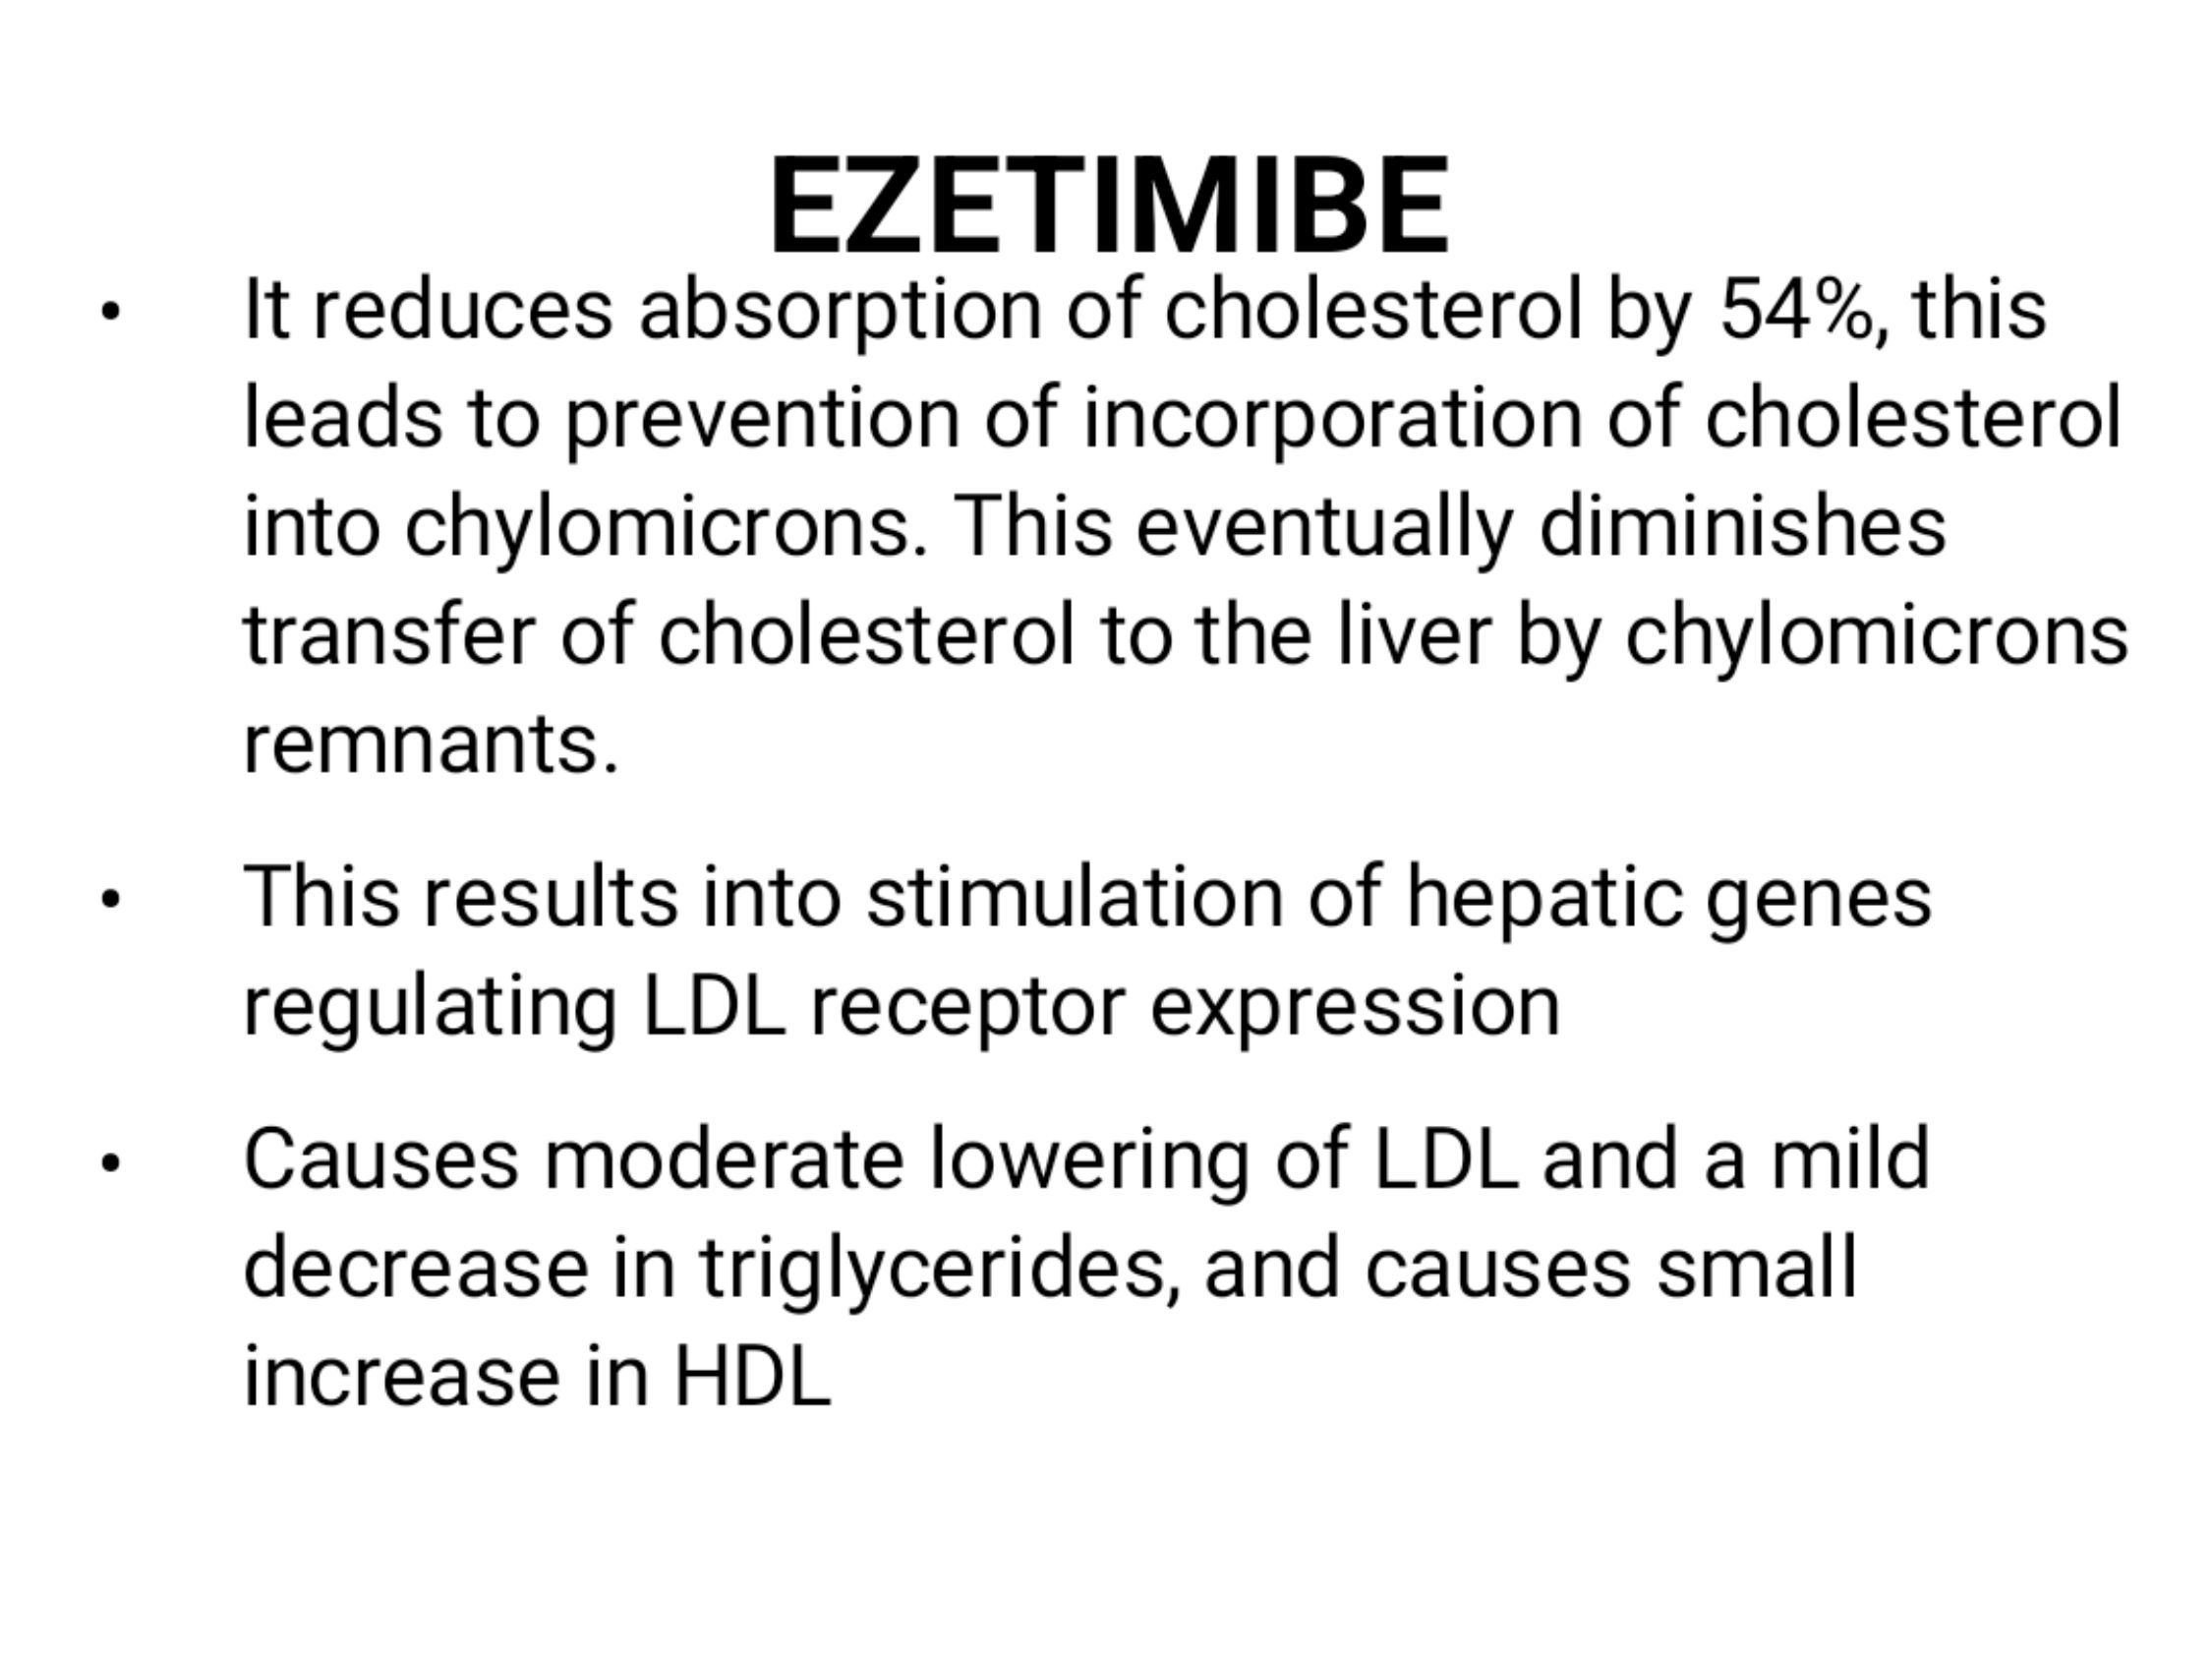 EZETIMIBE
• It reduces absorption of cholesterol by 54%, this
leads to prevention of incorporation of cholesterol
into chylomicrons. This eventually diminishes
transfer of cholesterol to the liver by chylomicrons
remnants.
• This results into stimulation of hepatic genes
regulating LDL receptor expression
• Causes moderate lowering of LDL and a mild
decrease in triglycerides, and causes small
increase in HDL